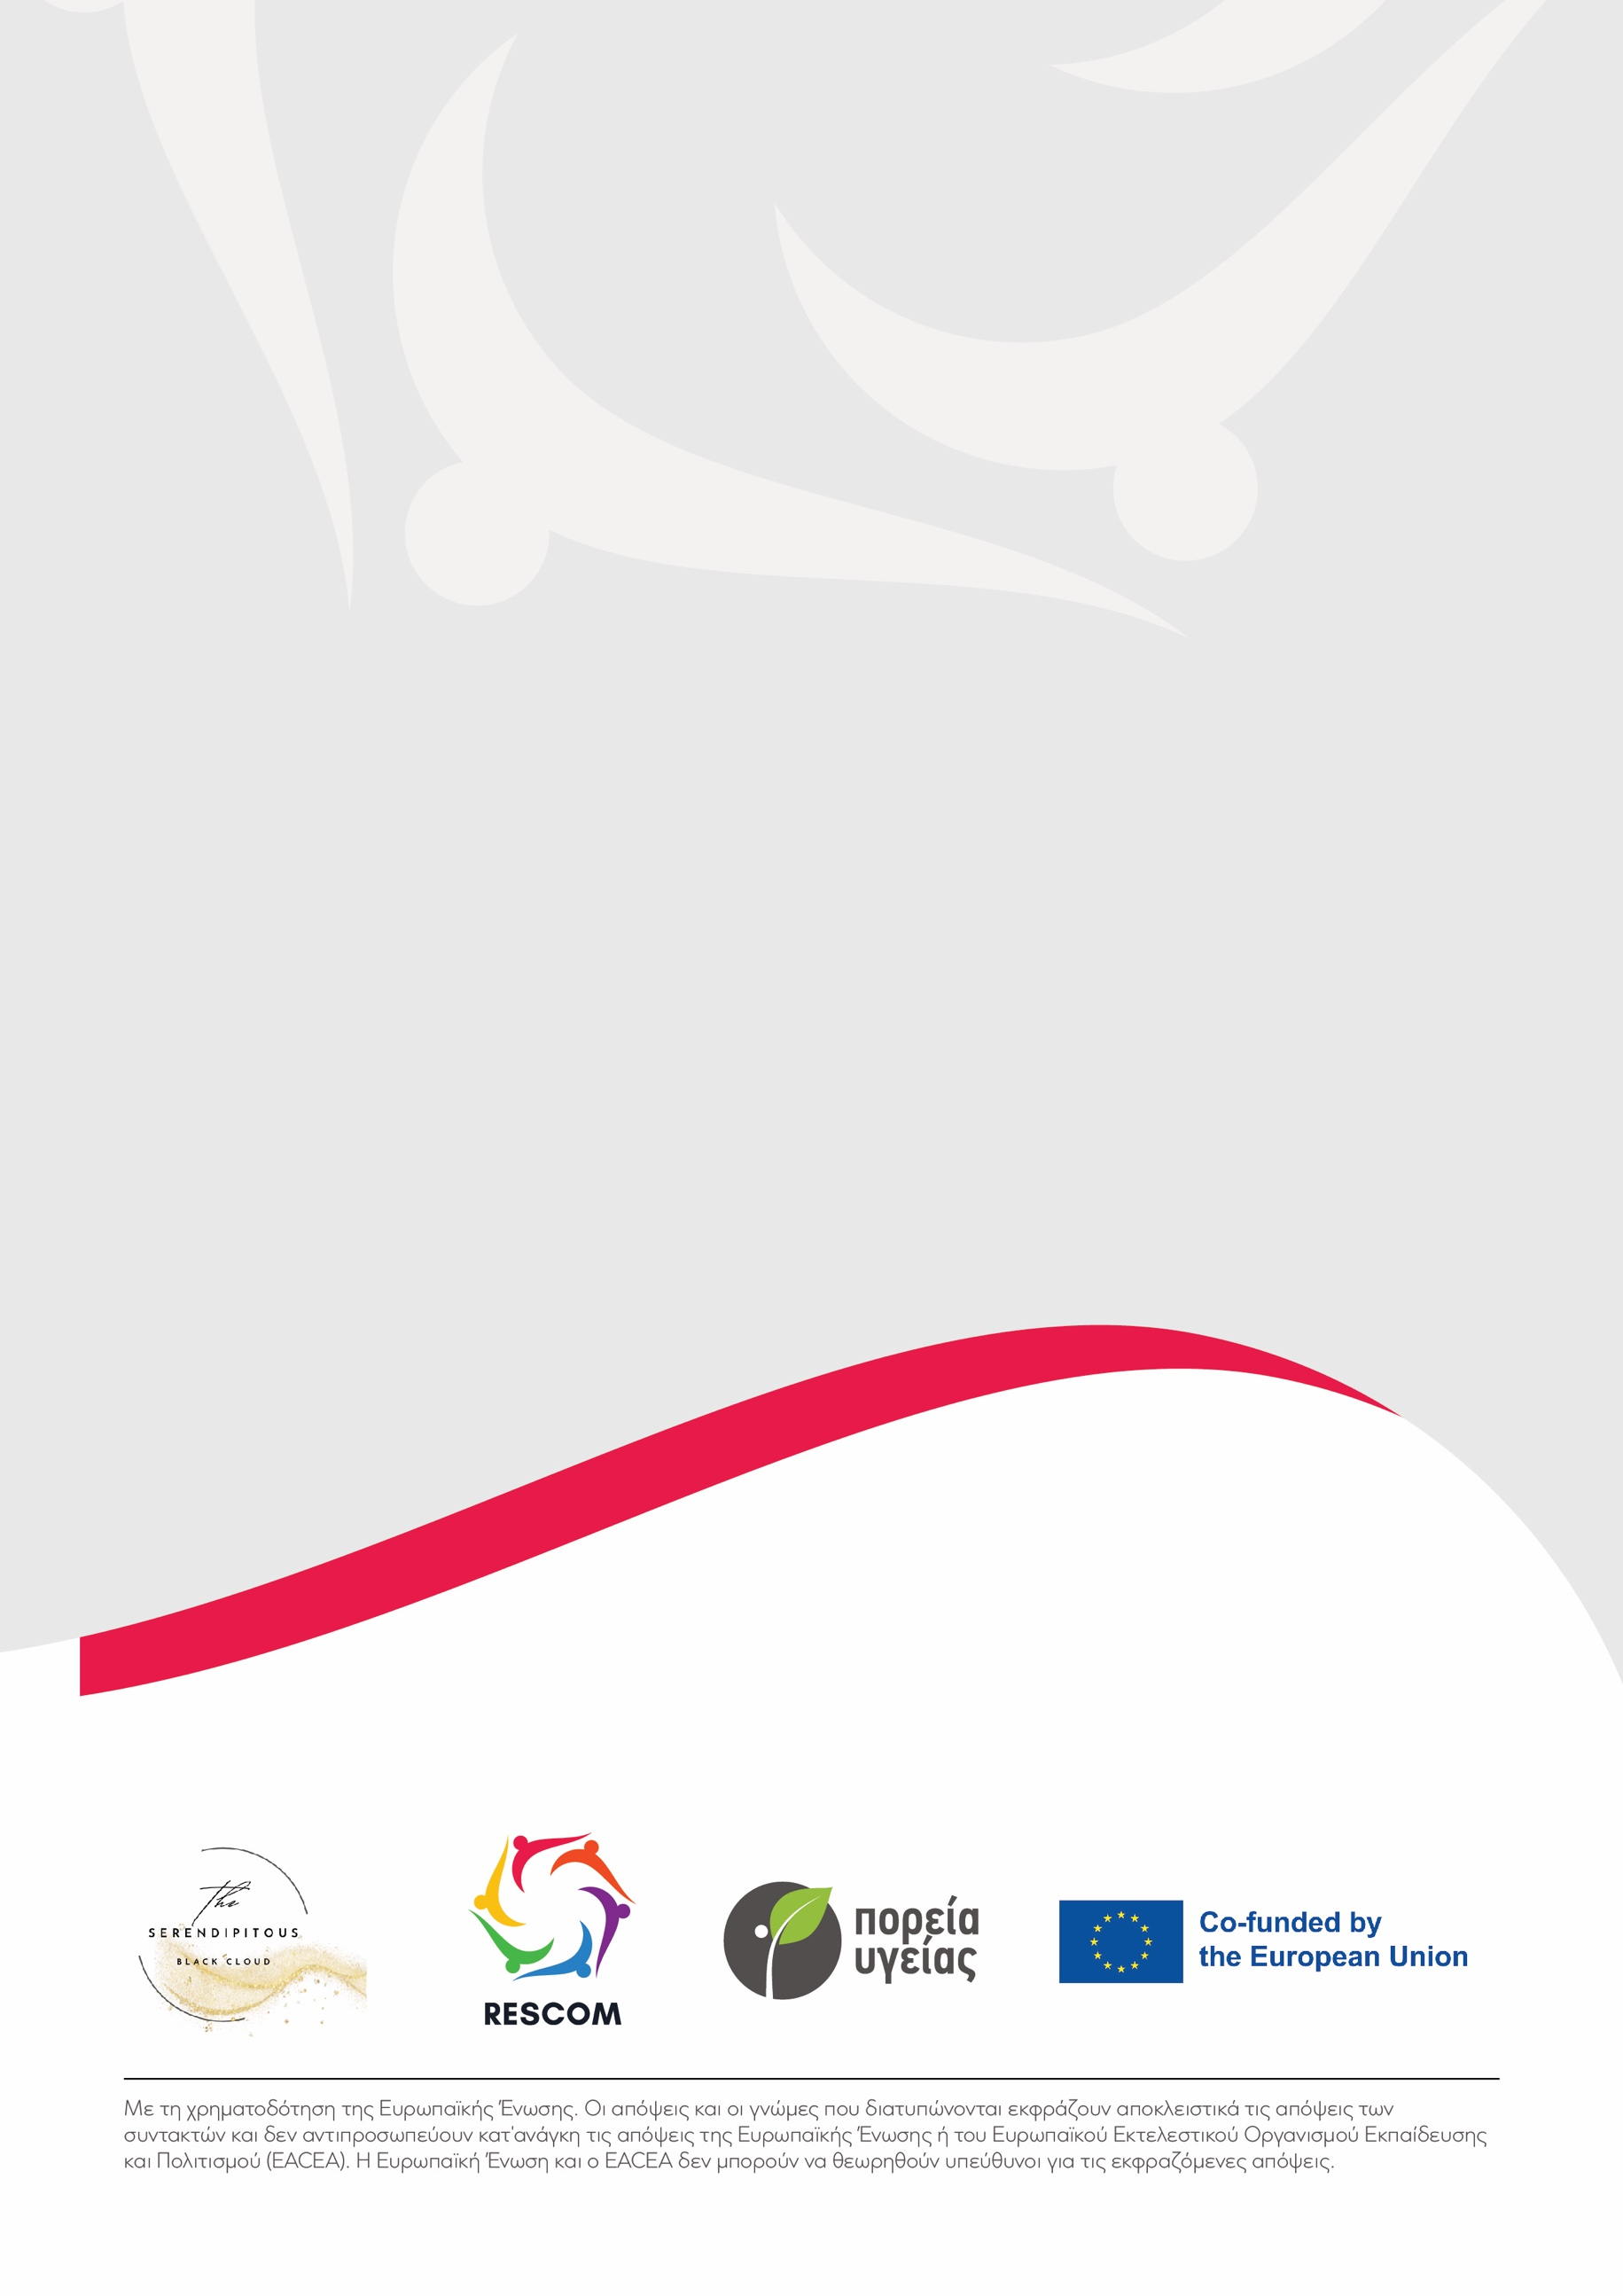 the
SERENDIPITOUS
BLACK CLOUD
RESCOM
πορεία
υγείας
Co-funded by
the European Union
Με τη χρηματοδότηση της Ευρωπαϊκής Ένωσης. Οι απόψεις και οι γνώμες που διατυπώνονται εκφράζουν αποκλειστικά τις απόψεις των
συντακτών και δεν αντιπροσωπεύουν κατ'ανάγκη τις απόψεις της Ευρωπαϊκής Ένωσης ή του Ευρωπαϊκού Εκτελεστικού Οργανισμού Εκπαίδευσης
και Πολιτισμού (EACEA). Η Ευρωπαϊκή Ένωση και ο EACEA δεν μπορούν να θεωρηθούν υπεύθυνοι για τις εκφραζόμενες απόψεις.